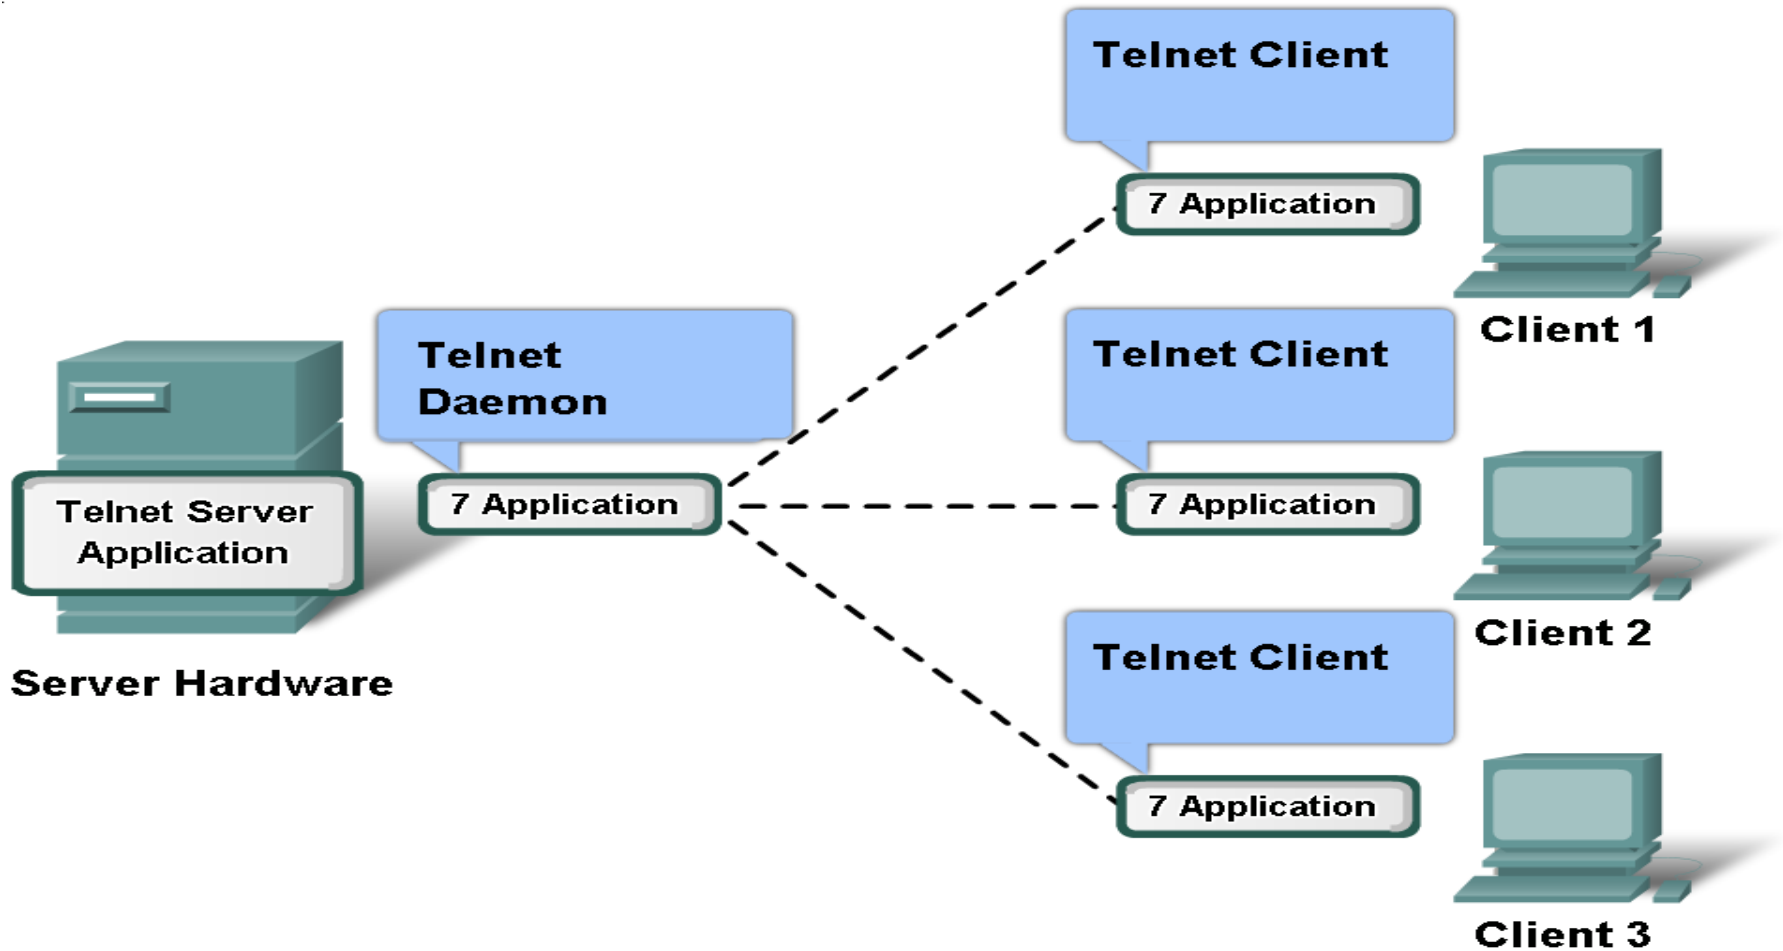 Telnet Client
7 Application
Client 1
Telnet
Daemon
7 Application
Telnet Server
Application
Server Hardware
Telnet Client
7 Application
Client 2
Telnet Client
7 Application
Client 3